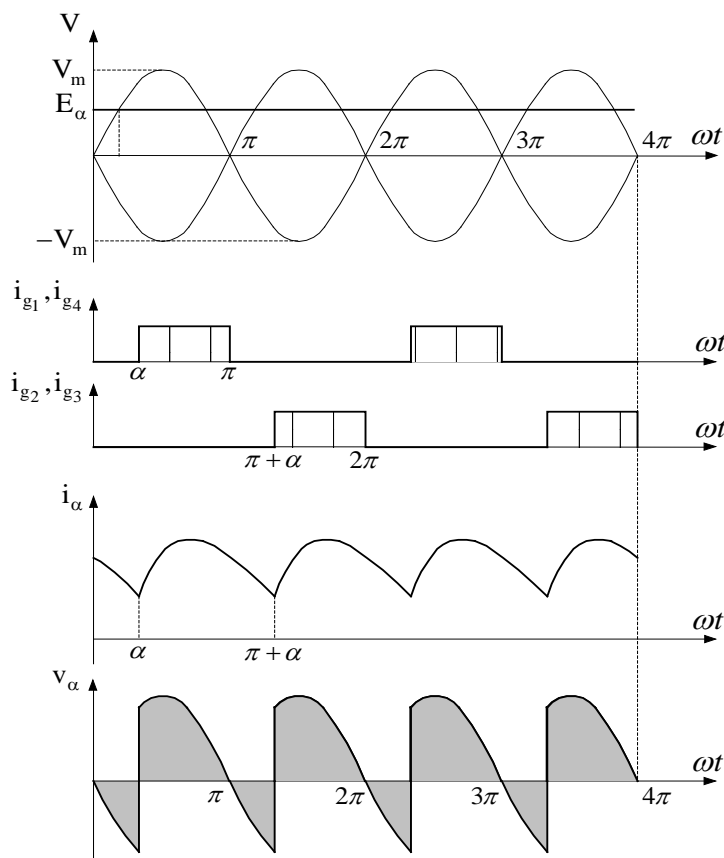 V
V_m
E_α
π 2π 3π 4π ωt
−V_m
i_g1, i_g4
ωt
α π
i_g2, i_g3
ωt
π + α 2π
i_α
ωt
α π + α
v_α
ωt
π 2π 3π 4π